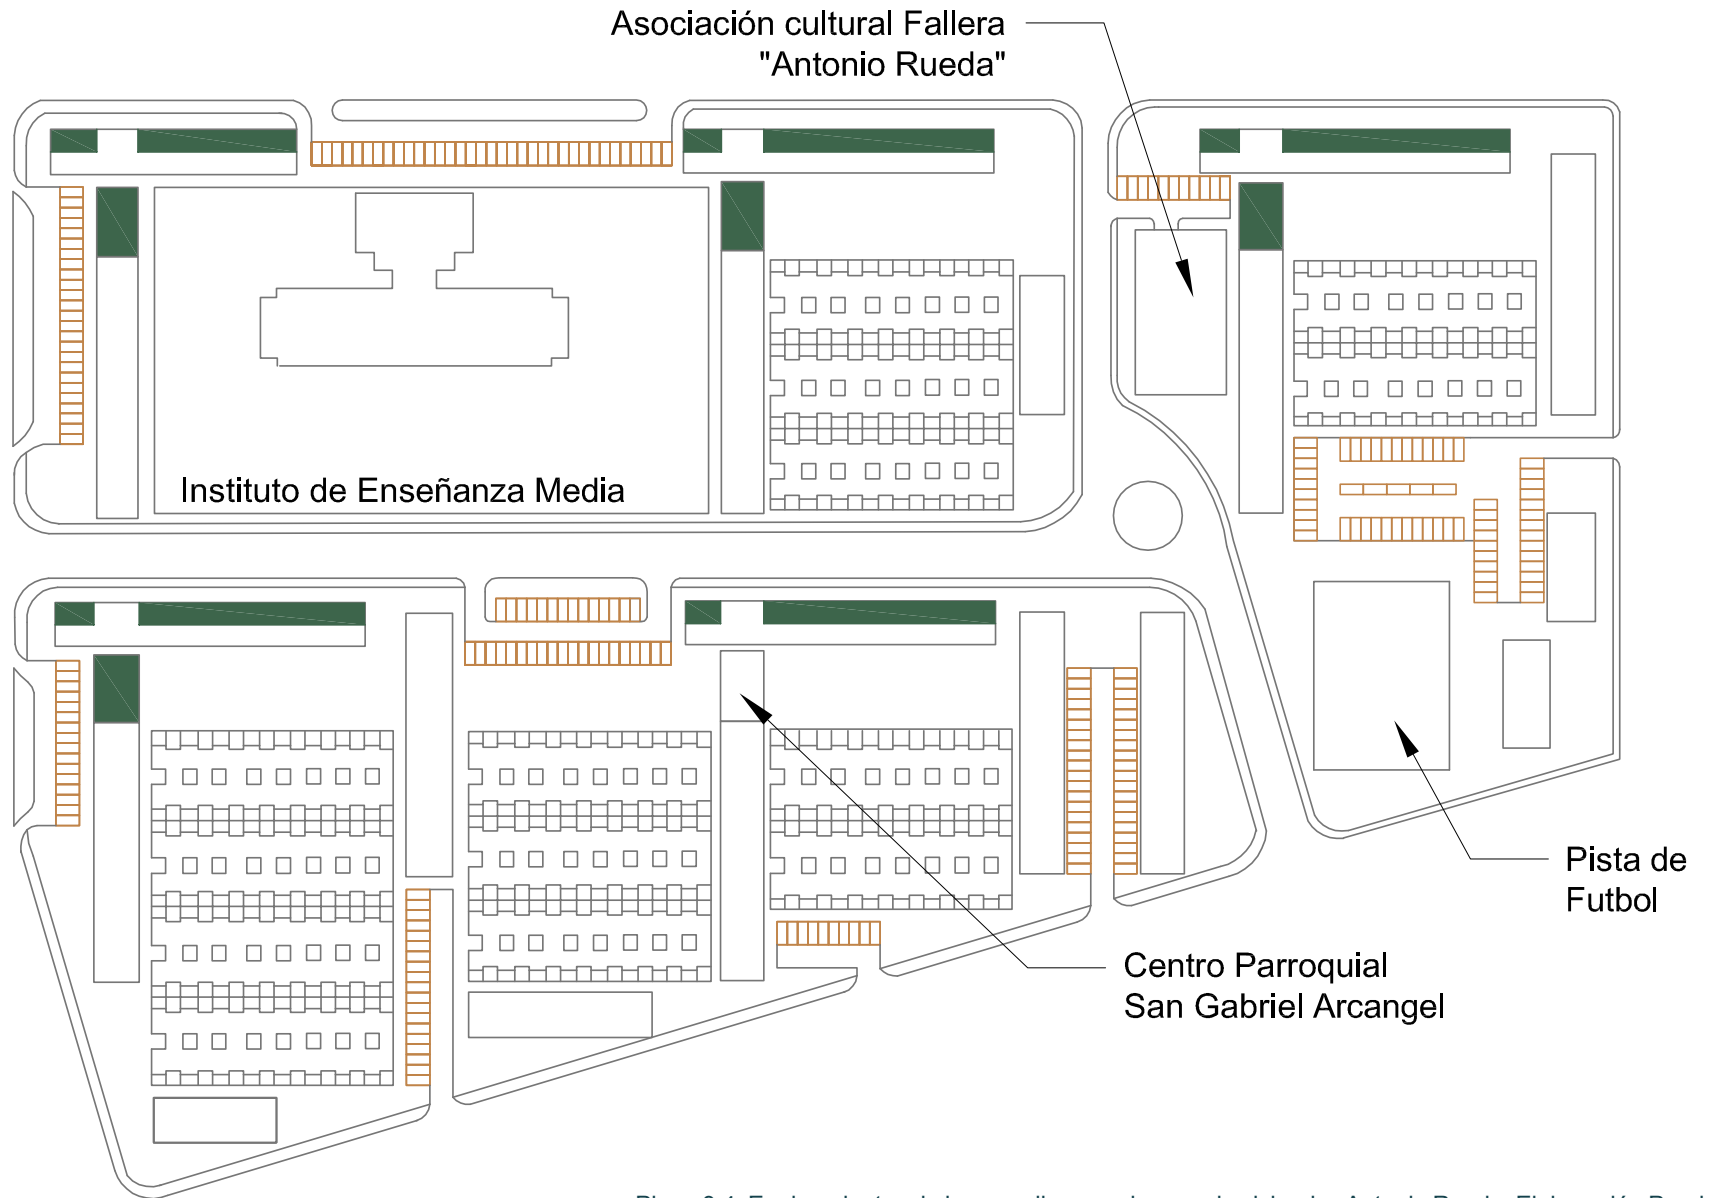 Asociación cultural Fallera
"Antonio Rueda"
Instituto de Enseñanza Media
Pista de
Futbol
Centro Parroquial
San Gabriel Arcangel